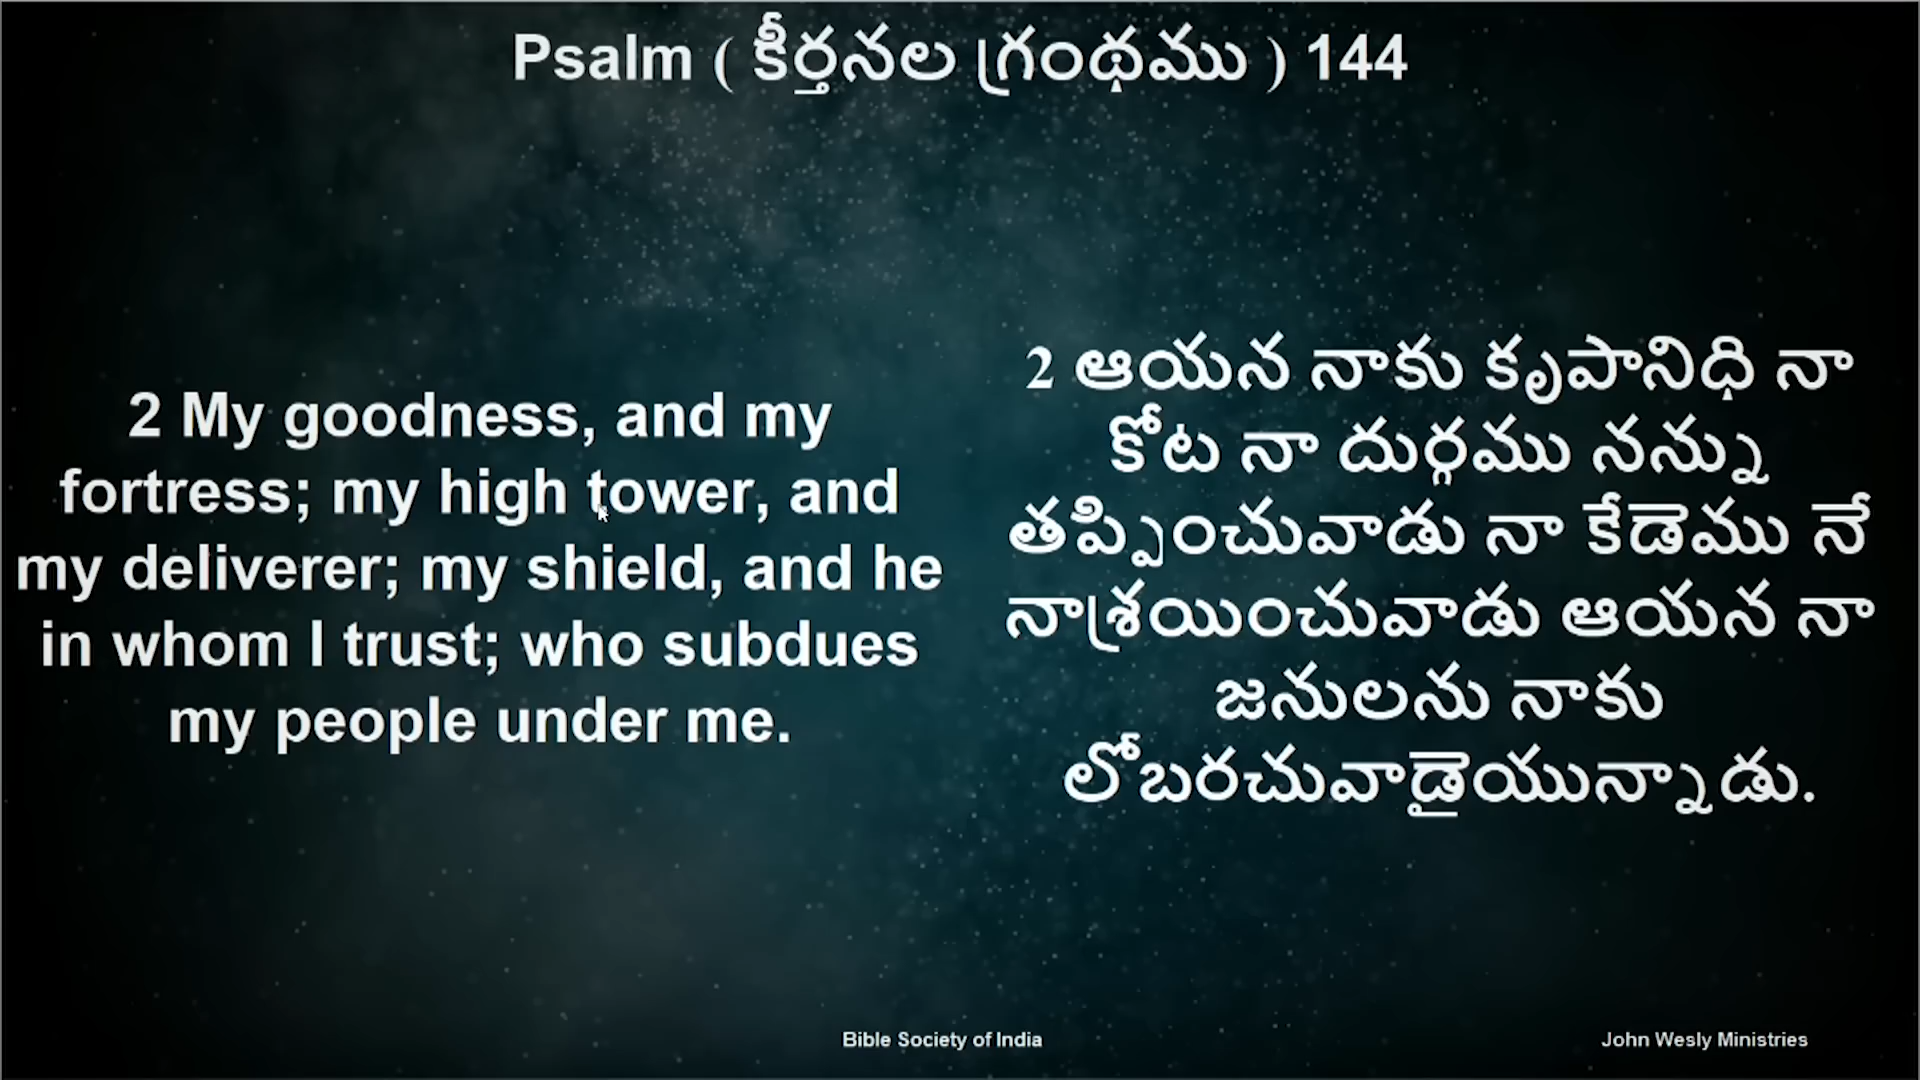 Psalm ( కీర్తనల గ్రంథము ) 144
2 My goodness, and my
fortress; my high tower, and
my deliverer; my shield, and he
in whom I trust; who subdues
my people under me.
2 ఆయన నాకు కృపానిధి నా
కోట నా దుర్గము నన్ను
తప్పించువాడు నా కేడెము నే
నాశ్రయించువాడు ఆయన నా
జనులను నాకు
లోబరచువాడైయున్నాడు.
Bible Society of India
John Wesly Ministries